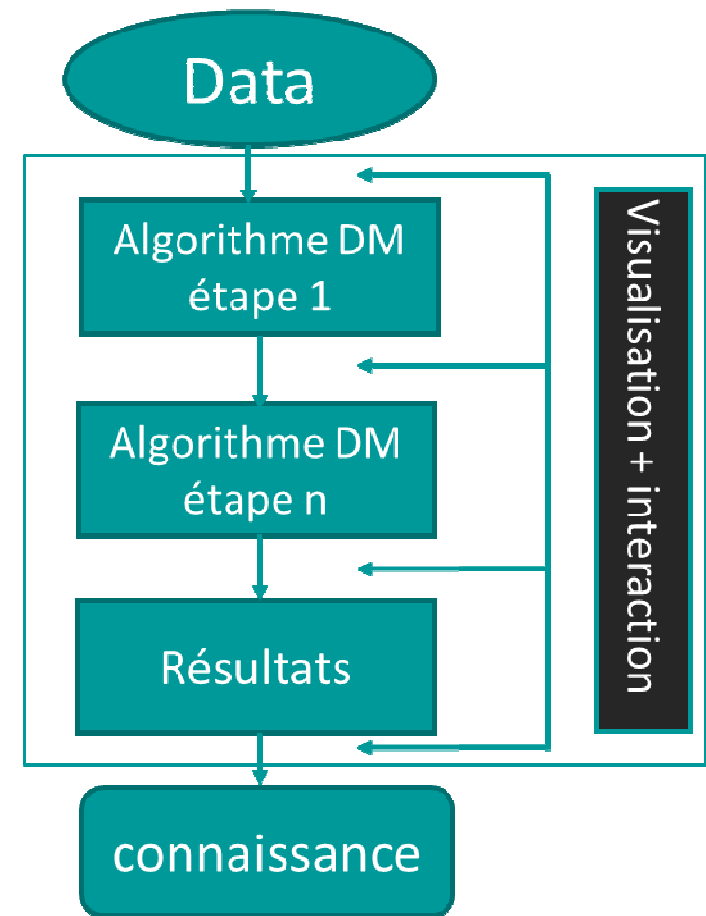 Data
Algorithme DM
étape 1
Algorithme DM
étape n
Résultats
connaissance
Visualisation + interaction